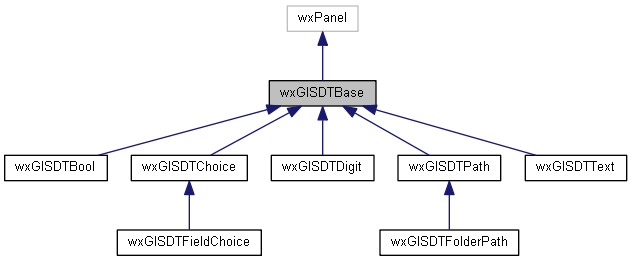 wxPanel
wxGISDTBase
wxGISDTBool
wxGISDTChoice
wxGISDTDigit
wxGISDTPath
wxGISDTText
wxGISDTFieldChoice
wxGISDTFolderPath